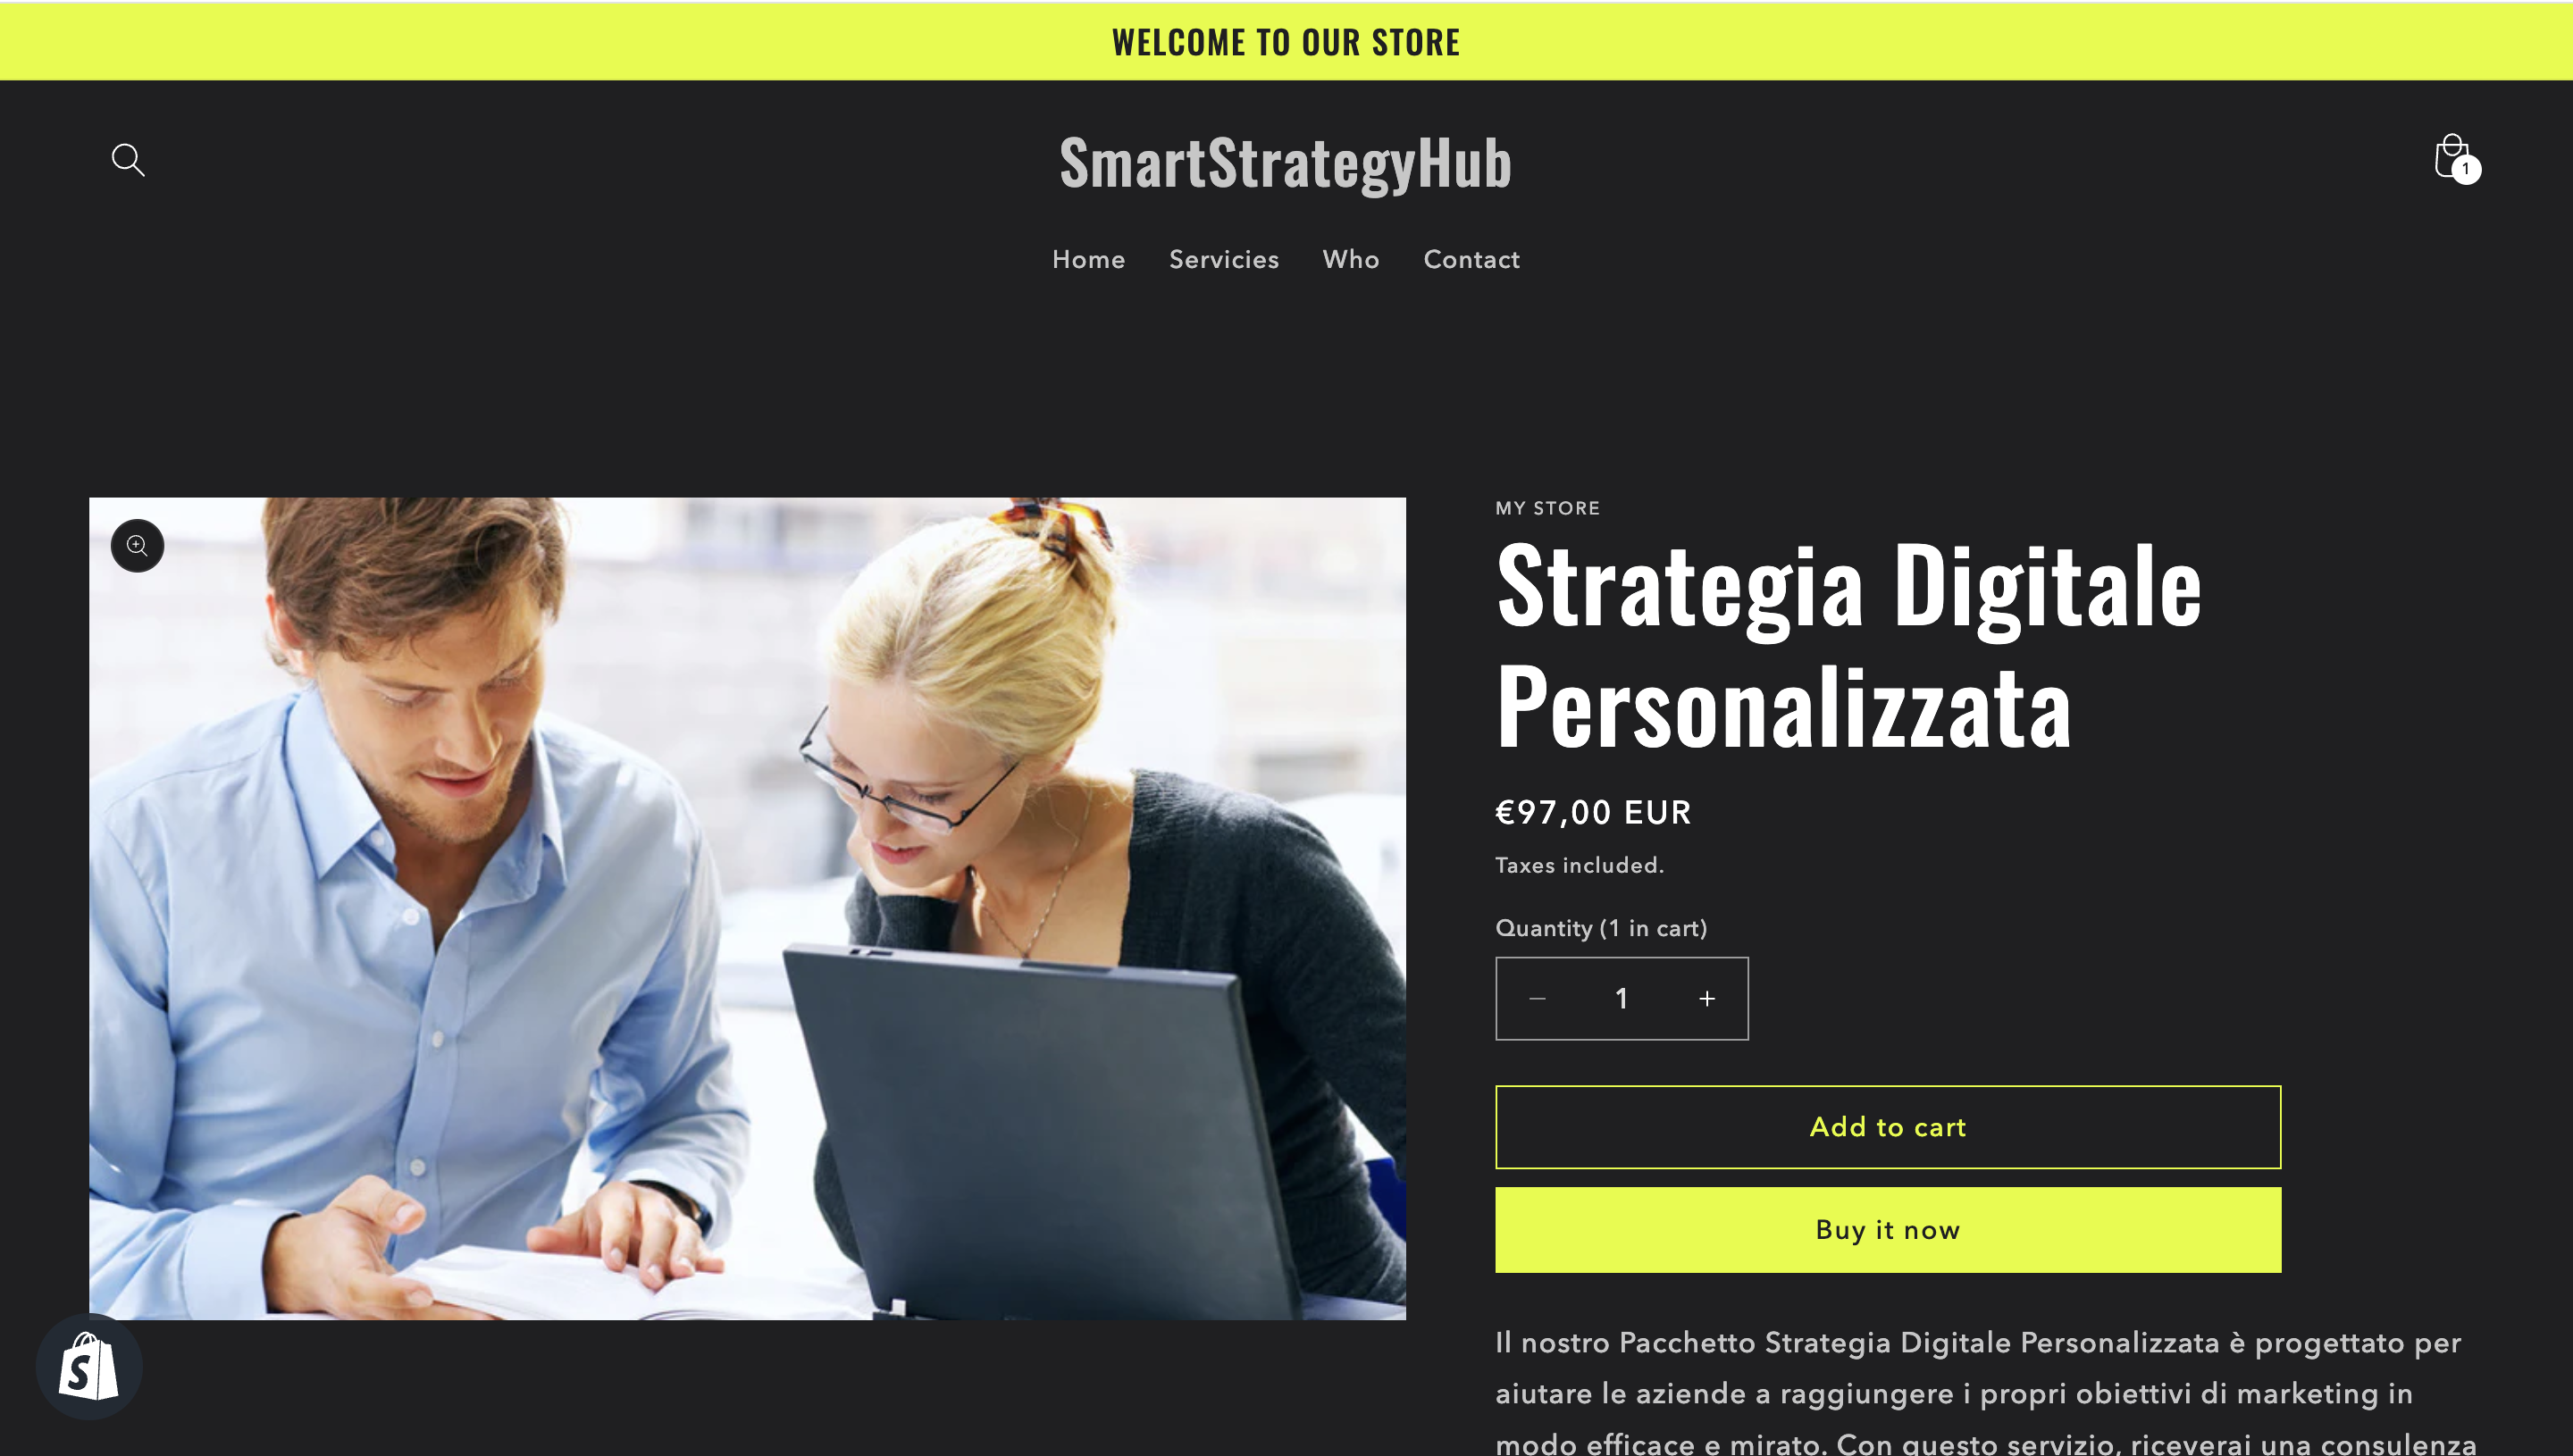 WELCOME TO OUR STORE
SmartStrategyHub
1
Home Servicies Who Contact
MY STORE
Strategia Digitale
Personalizzata
€97,00 EUR
Taxes included.
Quantity (1 in cart)
− 1 +
Add to cart
Buy it now
Il nostro Pacchetto Strategia Digitale Personalizzata è progettato per
aiutare le aziende a raggiungere i propri obiettivi di marketing in
modo efficace e mirato. Con questo servizio, riceverai una consulenza